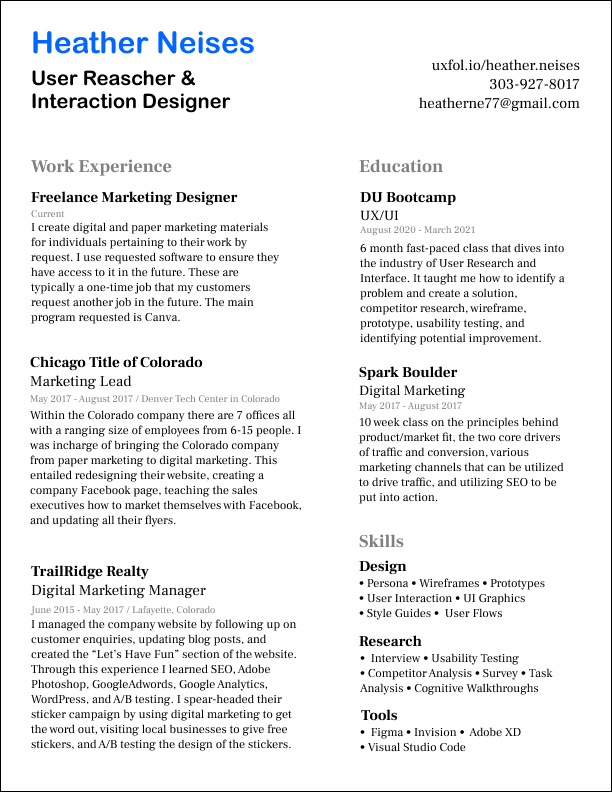 Heather Neises
User Reascher &
Interaction Designer
uxfol.io/heather.neises
303-927-8017
heatherne77@gmail.com
Work Experience
Freelance Marketing Designer
Current
I create digital and paper marketing materials
for individuals pertaining to their work by
request. I use requested software to ensure they
have access to it in the future. These are
typically a one-time job that my customers
request another job in the future. The main
program requested is Canva.
Chicago Title of Colorado
Marketing Lead
May 2017 - August 2017 / Denver Tech Center in Colorado
Within the Colorado company there are 7 offices all
with a ranging size of employees from 6-15 people. I
was incharge of bringing the Colorado company
from paper marketing to digital marketing. This
entailed redesigning their website, creating a
company Facebook page, teaching the sales
executives how to market themselves with Facebook,
and updating all their flyers.
TrailRidge Realty
Digital Marketing Manager
June 2015 - May 2017 / Lafayette, Colorado
I managed the company website by following up on
customer enquiries, updating blog posts, and
created the “Let's Have Fun” section of the website.
Through this experience I learned SEO, Adobe
Photoshop, GoogleAdwords, Google Analytics,
WordPress, and A/B testing. I spear-headed their
sticker campaign by using digital marketing to get
the word out, visiting local businesses to give free
stickers, and A/B testing the design of the stickers.
Education
DU Bootcamp
UX/UI
August 2020 - March 2021
6 month fast-paced class that dives into
the industry of User Research and
Interface. It taught me how to identify a
problem and create a solution,
competitor research, wireframe,
prototype, usability testing, and
identifying potential improvement.
Spark Boulder
Digital Marketing
May 2017 - August 2017
10 week class on the principles behind
product/market fit, the two core drivers
of traffic and conversion, various
marketing channels that can be utilized
to drive traffic, and utilizing SEO to be
put into action.
Skills
Design
• Persona • Wireframes • Prototypes
• User Interaction • UI Graphics
• Style Guides • User Flows
Research
• Interview • Usability Testing
• Competitor Analysis • Survey • Task
Analysis • Cognitive Walkthroughs
Tools
• Figma • Invision • Adobe XD
• Visual Studio Code